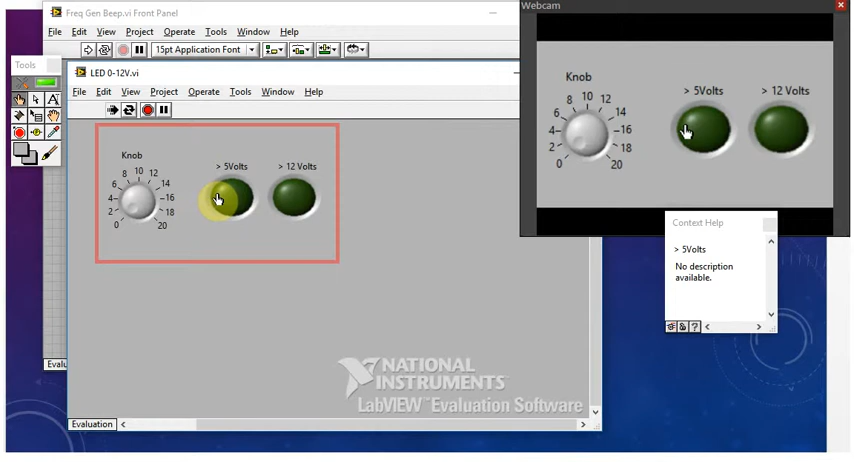 Freq Gen Beep.vi Front Panel
File Edit View Project Operate Tools Window Help
15pt Application Font
Tools
LED 0-12V.vi
File Edit View Project Operate Tools Window Help
Knob
0 2 4 6 8 10 12 14 16 18 20
> 5Volts
> 12 Volts
NATIONAL
INSTRUMENTS™
LabVIEW™ Evaluation Software
Evaluation
Evalu
Webcam
Knob
0 2 4 6 8 10 12 14 16 18 20
> 5Volts
> 12 Volts
Context Help
> 5Volts
No description
available.